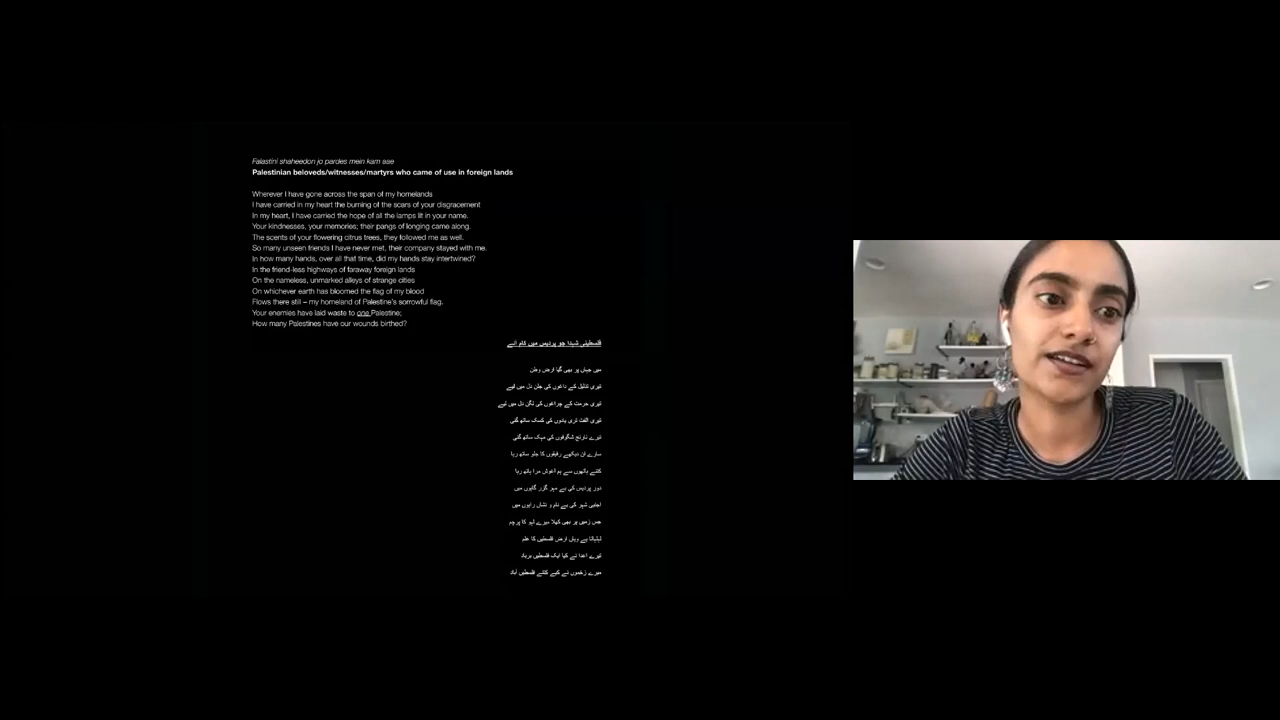 Falastini shaheedon jo pardes mein kam aae
Palestinian beloveds/witnesses/martyrs who came of use in foreign lands
Wherever I have gone across the span of my homelands
I have carried in my heart the burning of the scars of your disgracement
In my heart, I have carried the hope of all the lamps lit in your name.
Your kindnesses, your memories; their pangs of longing came along.
The scents of your flowering citrus trees, they followed me as well.
So many unseen friends I have never met, their company stayed with me.
In how many hands, over all that time, did my hands stay intertwined?
In the friend-less highways of faraway foreign lands
On the nameless, unmarked alleys of strange cities
On whichever earth has bloomed the flag of my blood
Flows there still – my homeland of Palestine's sorrowful flag.
Your enemies have laid waste to one Palestine;
How many Palestines have our wounds birthed?
فلسطینی شہدا جو پردیس میں کام آئے
میں جہاں پر بھی گیا ارض وطن
تیری تذلیل کے داغوں کی جلن دل میں لیے
تیری حرمت کے چراغوں کی لگن دل میں لیے
تیری الفت تری یادوں کی کسک ساتھ گئی
تیرے نارنج شگوفوں کی مہک ساتھ گئی
سارے ان دیکھے رفیقوں کا جلو ساتھ رہا
کتنے ہاتھوں سے ہم آغوش مرا ہاتھ رہا
دور پردیس کی بے مہر گزر گاہوں میں
اجنبی شہر کی بے نام و نشاں راہوں میں
جس زمیں پر بھی کھلا میرے لہو کا پرچم
لہلہاتا ہے وہاں ارض فلسطیں کا علم
تیرے اعدا نے کیا ایک فلسطیں برباد
میرے زخموں نے کیے کتنے فلسطیں آباد